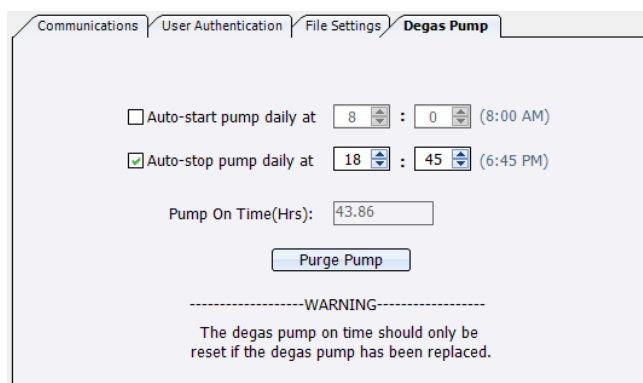 Communications User Authentication File Settings Degas Pump
Auto-start pump daily at 8 : 0 (8:00 AM)
Auto-stop pump daily at 18 : 45 (6:45 PM)
Pump On Time(Hrs): 43.86
Purge Pump
-------------------WARNING------------------
The degas pump on time should only be
reset if the degas pump has been replaced.